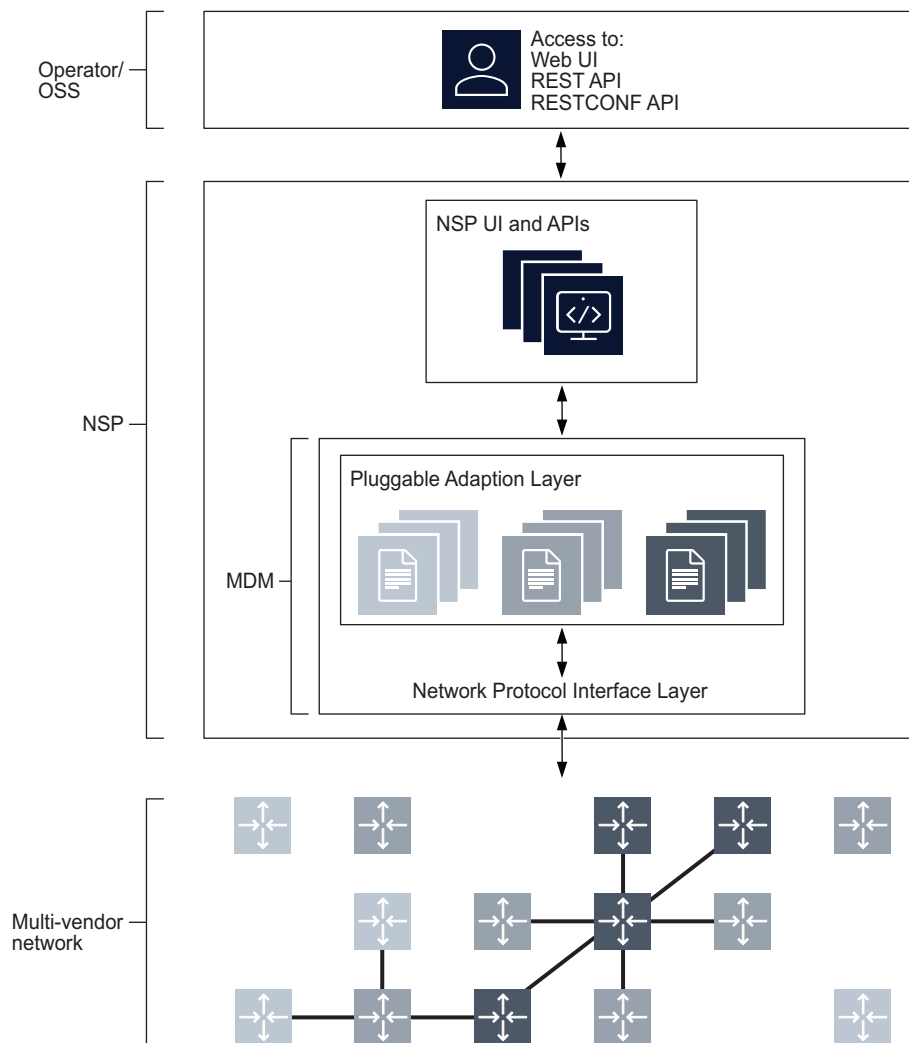 Operator/
OSS
Access to:
Web UI
REST API
RESTCONF API
NSP
NSP UI and APIs
</>
MDM
Pluggable Adaption Layer
Network Protocol Interface Layer
Multi-vendor
network